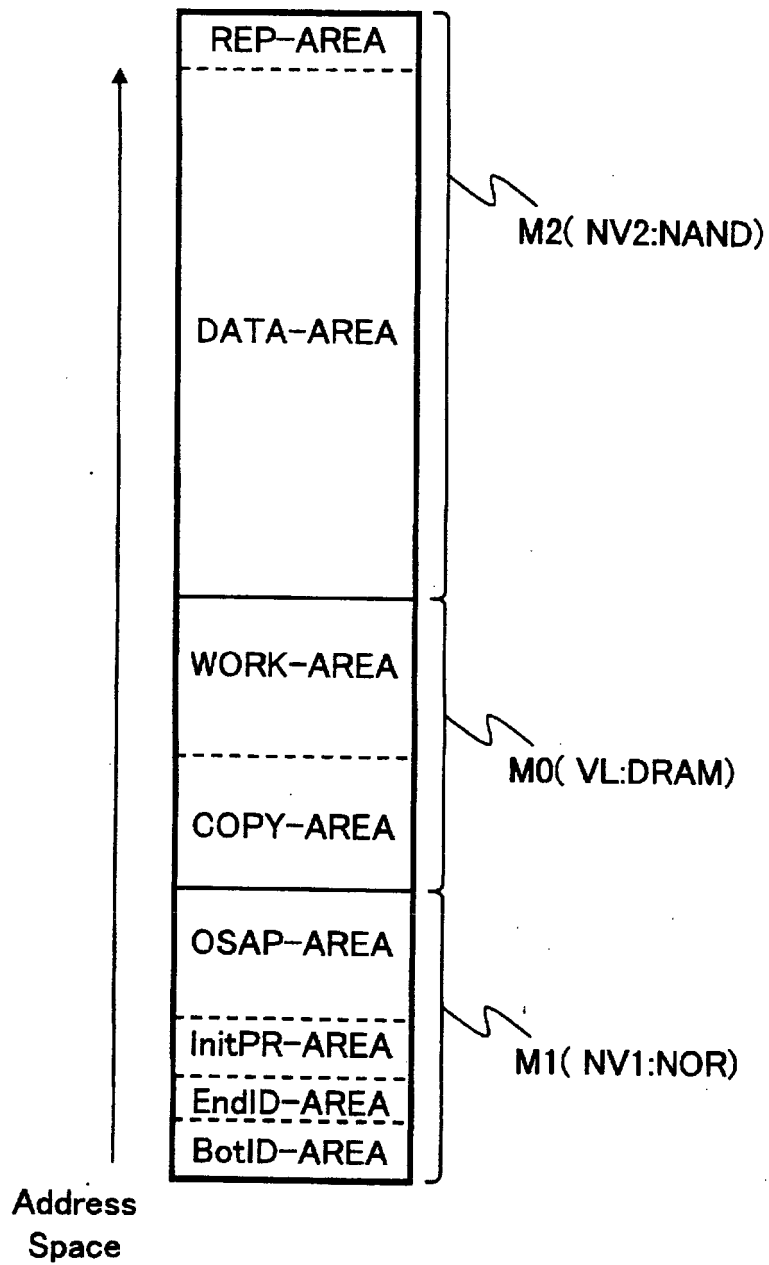 REP-AREA
DATA-AREA
M2( NV2:NAND)
WORK-AREA
M0( VL:DRAM)
COPY-AREA
OSAP-AREA
InitPR-AREA
M1( NV1:NOR)
EndID-AREA
BotID-AREA
Address
Space